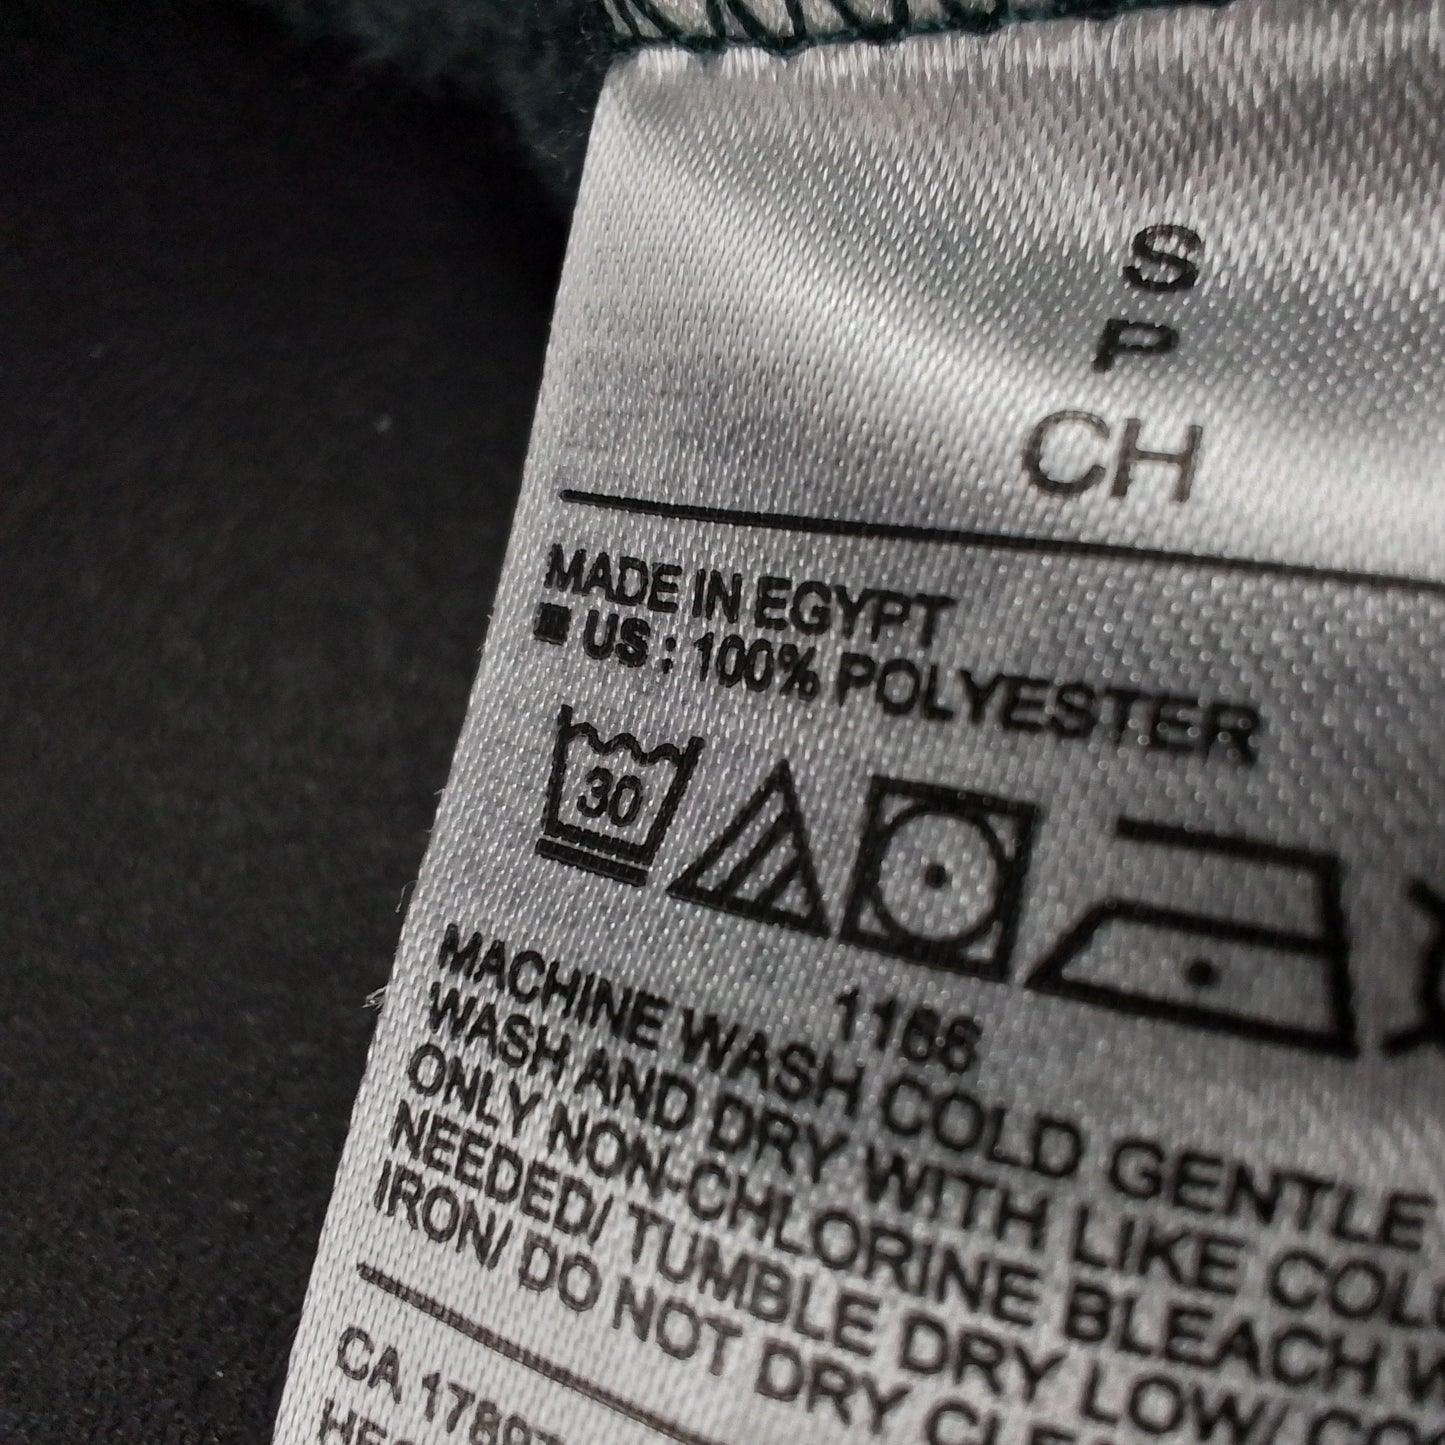 S
P
CH
MADE IN EGYPT
US : 100% POLYESTER
30
1166
MACHINE WASH COLD GENTLE
WASH AND DRY WITH LIKE
ONLY NON-CHLORINE BLEACH
NEEDED/ TUMBLE DRY LOW/
IRON/ DO NOT DRY
CA